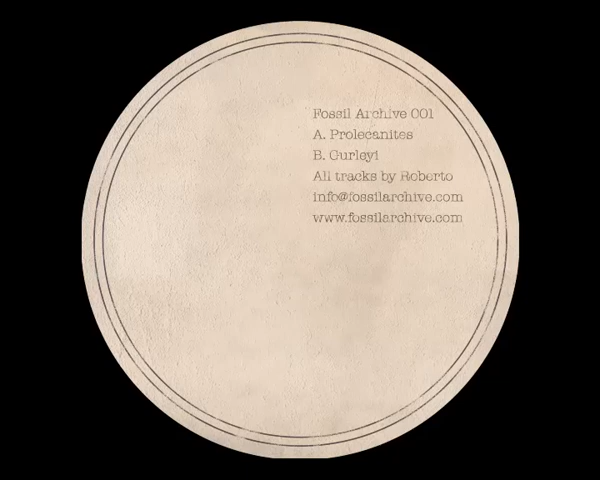 Fossil Archive 001
A. Prolecanites
B. Gurleyi
All tracks by Roberto
info@fossilarchive.com
www.fossilarchive.com